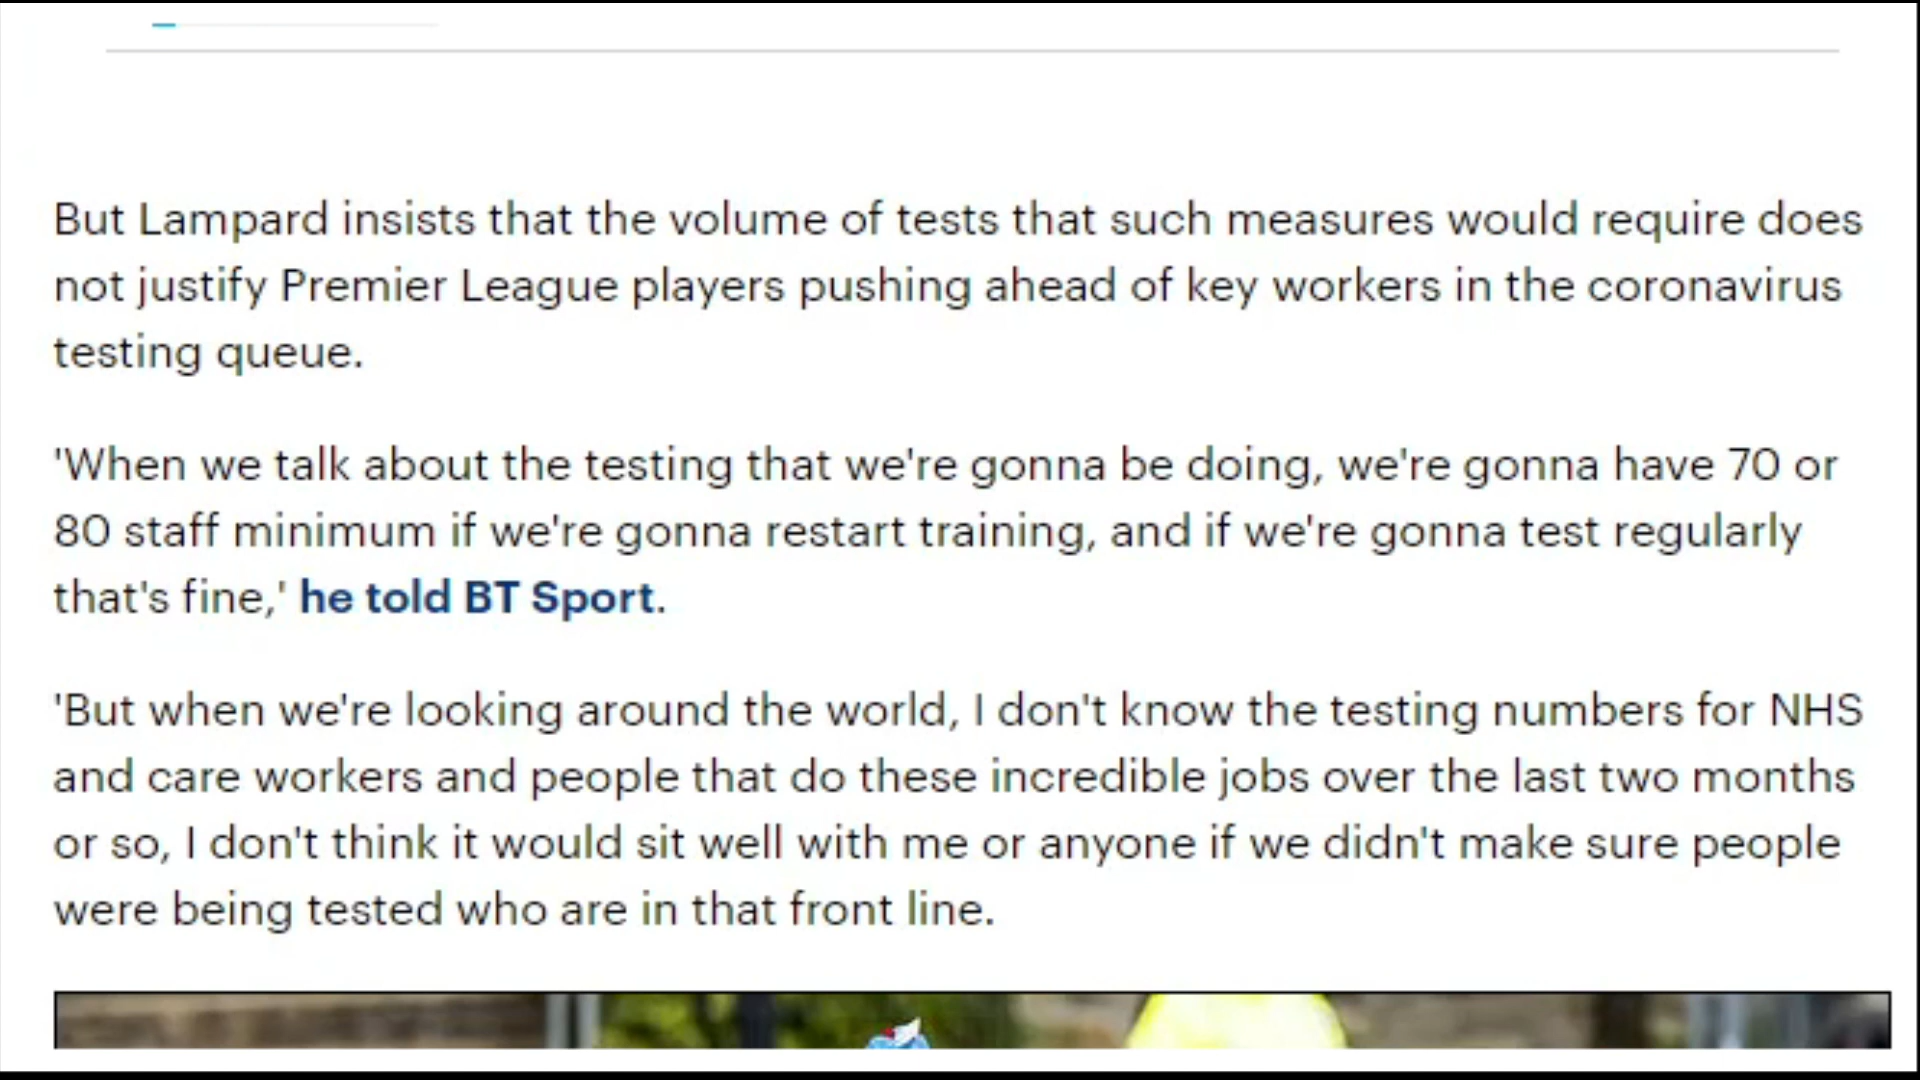 But Lampard insists that the volume of tests that such measures would require does
not justify Premier League players pushing ahead of key workers in the coronavirus
testing queue.
'When we talk about the testing that we're gonna be doing, we're gonna have 70 or
80 staff minimum if we're gonna restart training, and if we're gonna test regularly
that's fine,' he told BT Sport.
'But when we're looking around the world, I don't know the testing numbers for NHS
and care workers and people that do these incredible jobs over the last two months
or so, I don't think it would sit well with me or anyone if we didn't make sure people
were being tested who are in that front line.